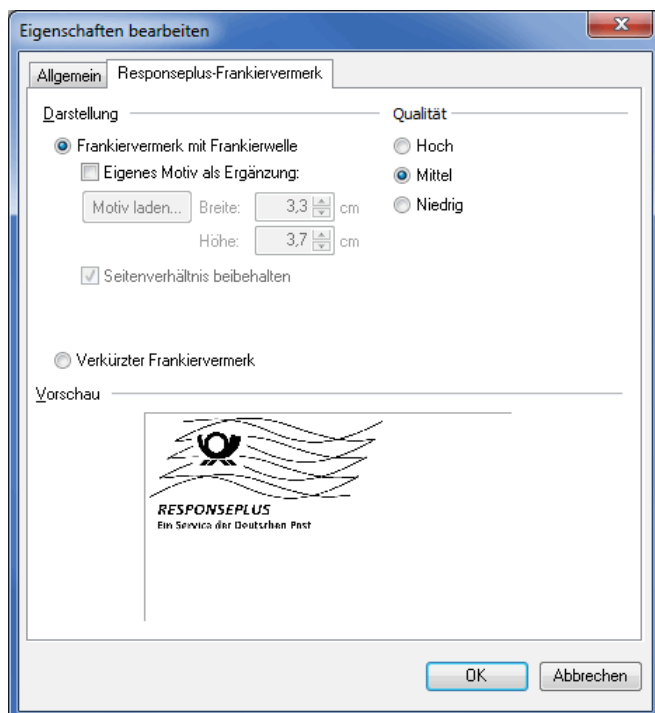 Eigenschaften bearbeiten
Allgemein
Responseplus-Frankiervermerk
Darstellung
Qualität
Frankiervermerk mit Frankierwelle
Hoch
Eigenes Motiv als Ergänzung:
Mittel
Motiv laden... Breite: 3,3 cm
Niedrig
Höhe: 3,7 cm
Seitenverhältnis beibehalten
Verkürzter Frankiervermerk
Vorschau
RESPONSEPLUS
Ein Service der Deutschen Post
OK
Abbrechen